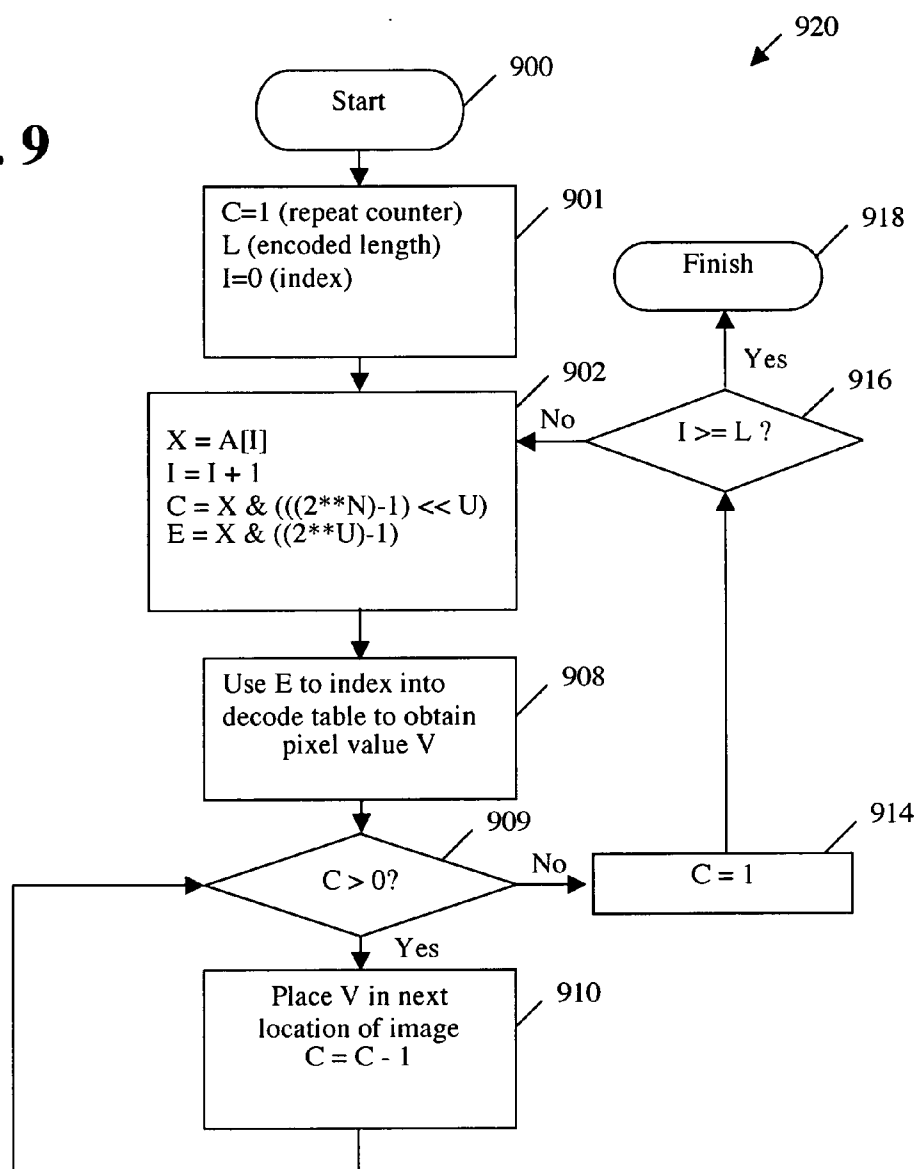 920
900
Start
. 9
C=1 (repeat counter)
L (encoded length)
I=0 (index)
901
918
Finish
Yes
902
916
No
I >= L ?
X = A[I]
I = I + 1
C = X & (((2**N)-1) << U)
E = X & ((2**U)-1)
Use E to index into
decode table to obtain
pixel value V
908
909
914
C > 0?
No
C = 1
Yes
Place V in next
location of image
C = C - 1
910